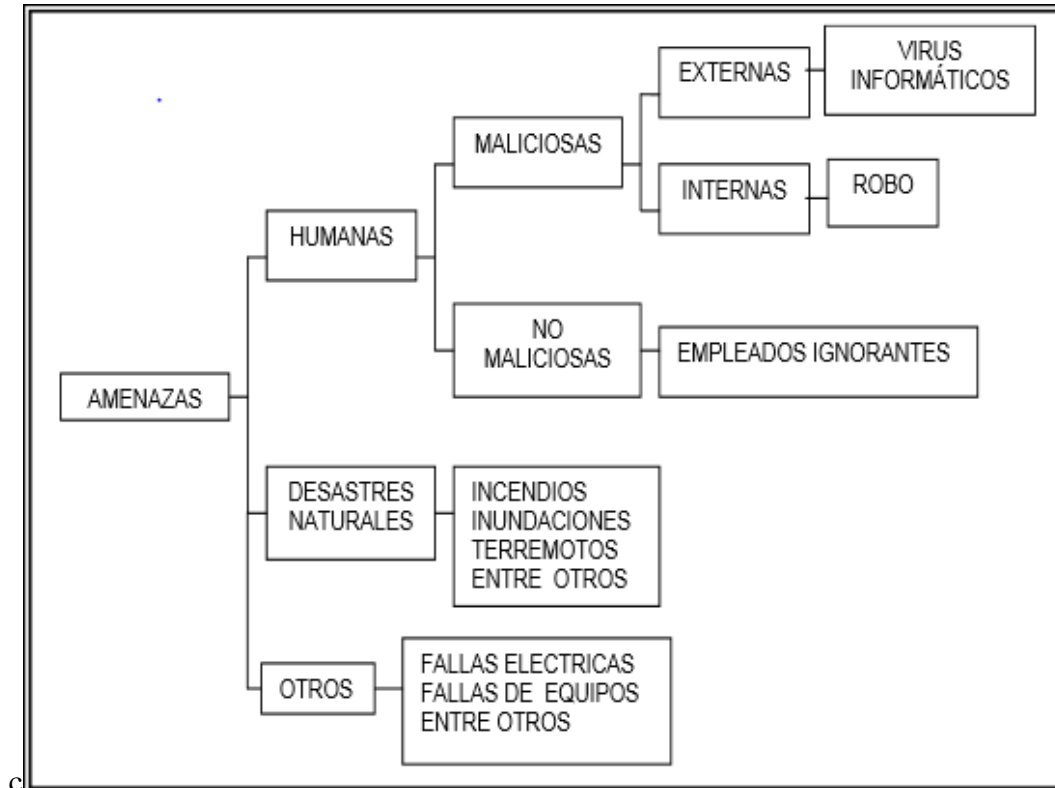 EXTERNAS
VIRUS
INFORMÁTICOS
MALICIOSAS
INTERNAS
ROBO
HUMANAS
NO
MALICIOSAS
EMPLEADOS IGNORANTES
AMENAZAS
DESASTRES
NATURALES
INCENDIOS
INUNDACIONES
TERREMOTOS
ENTRE OTROS
OTROS
FALLAS ELECTRICAS
FALLAS DE EQUIPOS
ENTRE OTROS
c